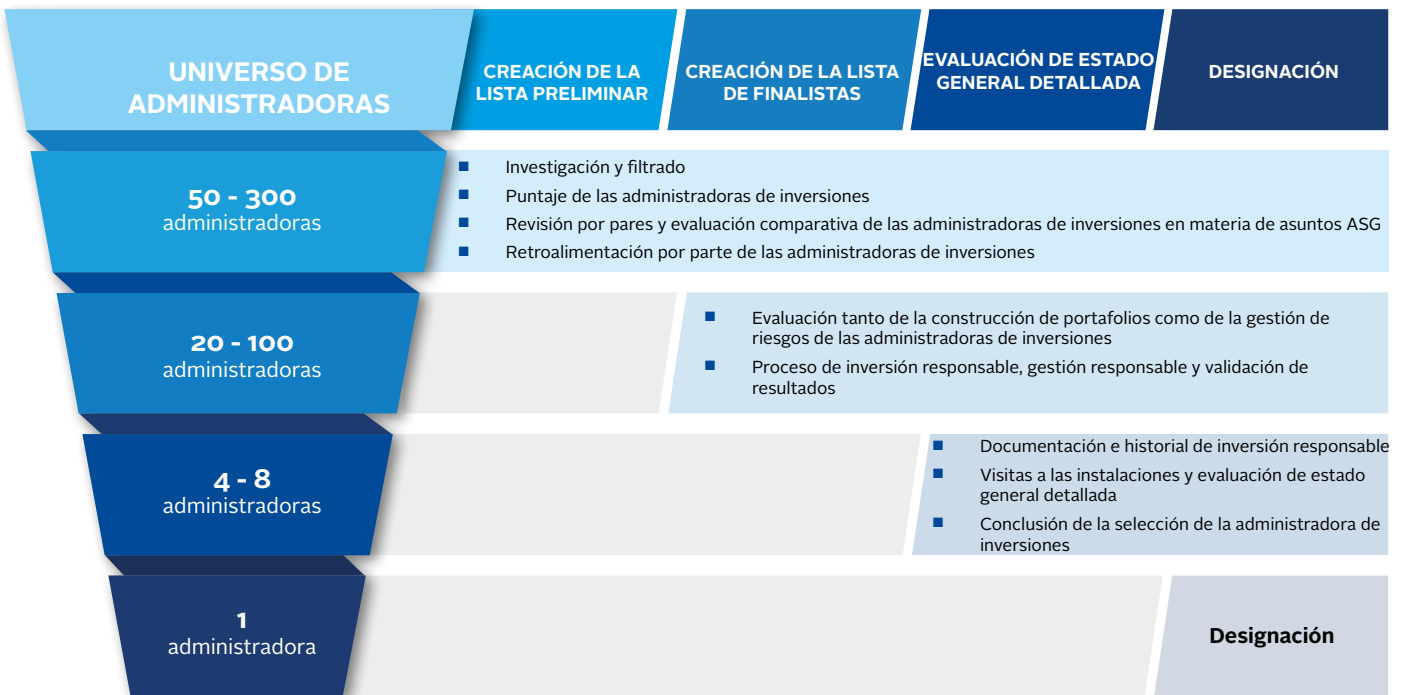 UNIVERSO DE
ADMINISTRADORAS
CREACIÓN DE LA
LISTA PRELIMINAR
CREACIÓN DE LA LISTA
DE FINALISTAS
EVALUACIÓN DE ESTADO
GENERAL DETALLADA
DESIGNACIÓN
50 - 300
administradoras
■ Investigación y filtrado
■ Puntaje de las administradoras de inversiones
■ Revisión por pares y evaluación comparativa de las administradoras de inversiones en materia de asuntos ASG
■ Retroalimentación por parte de las administradoras de inversiones
20 - 100
administradoras
■ Evaluación tanto de la construcción de portafolios como de la gestión de
riesgos de las administradoras de inversiones
■ Proceso de inversión responsable, gestión responsable y validación de
resultados
4 - 8
administradoras
■ Documentación e historial de inversión responsable
■ Visitas a las instalaciones y evaluación de estado
general detallada
■ Conclusión de la selección de la administradora de
inversiones
1
administradora
Designación